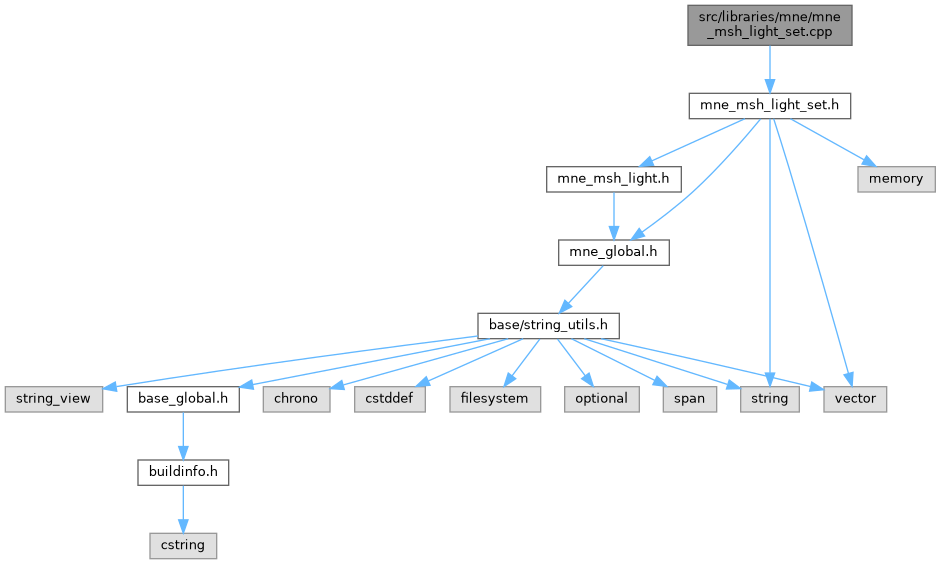 src/libraries/mne/mne
_msh_light_set.cpp
mne_msh_light_set.h
mne_msh_light.h
memory
mne_global.h
base/string_utils.h
string_view
base_global.h
chrono
cstddef
filesystem
optional
span
string
vector
buildinfo.h
cstring